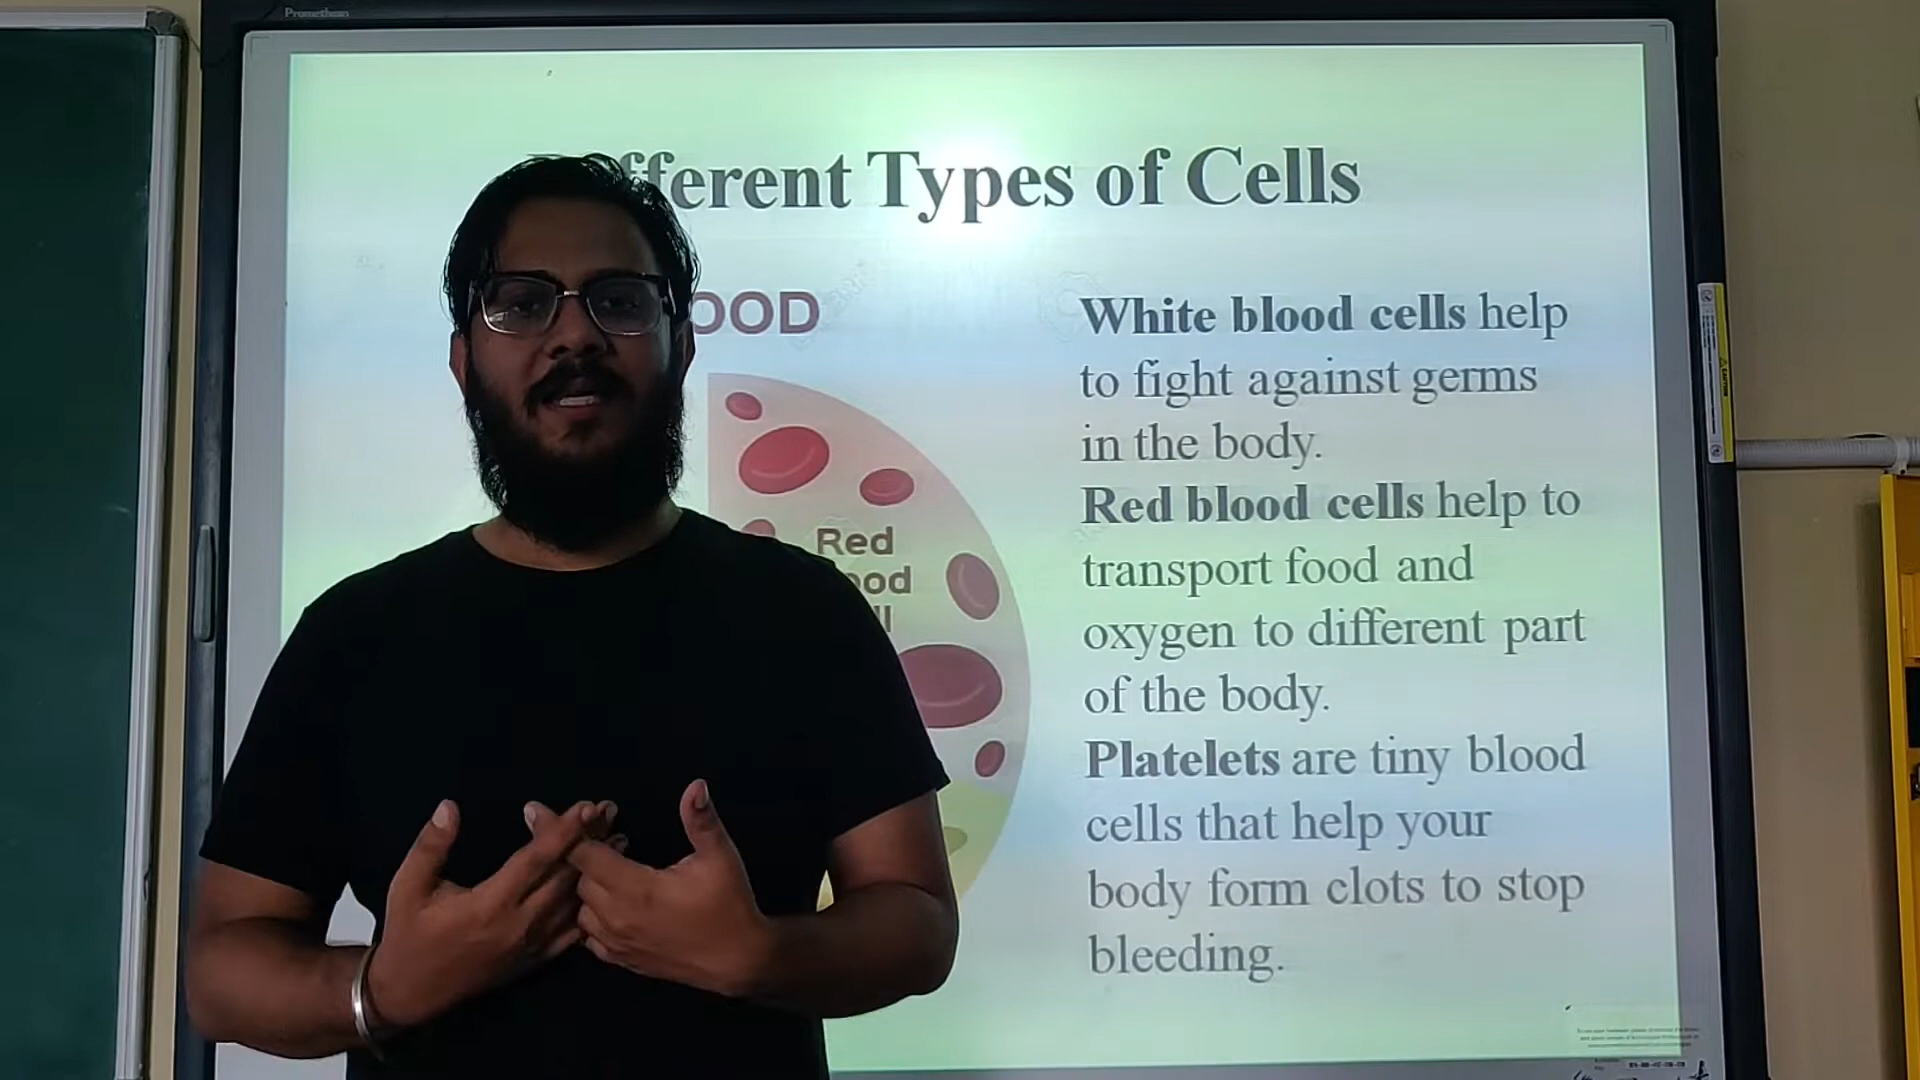 Promethean
fferent Types of Cells
OOD
Red
ood
ll
White blood cells help
to fight against germs
in the body.
Red blood cells help to
transport food and
oxygen to different part
of the body.
Platelets are tiny blood
cells that help your
body form clots to stop
bleeding.